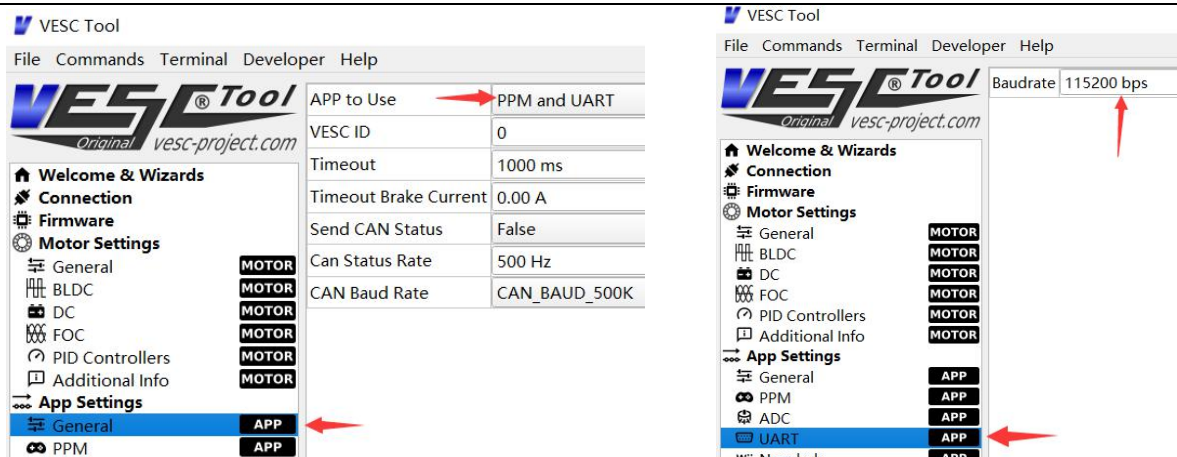 VESC Tool
File Commands Terminal Developer Help
VESC ® Tool
Original vesc-project.com
Welcome & Wizards
Connection
Firmware
Motor Settings
General MOTOR
BLDC MOTOR
DC MOTOR
FOC MOTOR
PID Controllers MOTOR
Additional Info MOTOR
App Settings
General APP
PPM APP
APP to Use PPM and UART
VESC ID 0
Timeout 1000 ms
Timeout Brake Current 0.00 A
Send CAN Status False
Can Status Rate 500 Hz
CAN Baud Rate CAN_BAUD_500K
VESC Tool
File Commands Terminal Developer Help
VESC ® Tool
Original vesc-project.com
Welcome & Wizards
Connection
Firmware
Motor Settings
General MOTOR
BLDC MOTOR
DC MOTOR
FOC MOTOR
PID Controllers MOTOR
Additional Info MOTOR
App Settings
General APP
PPM APP
ADC APP
UART APP
Baudrate 115200 bps